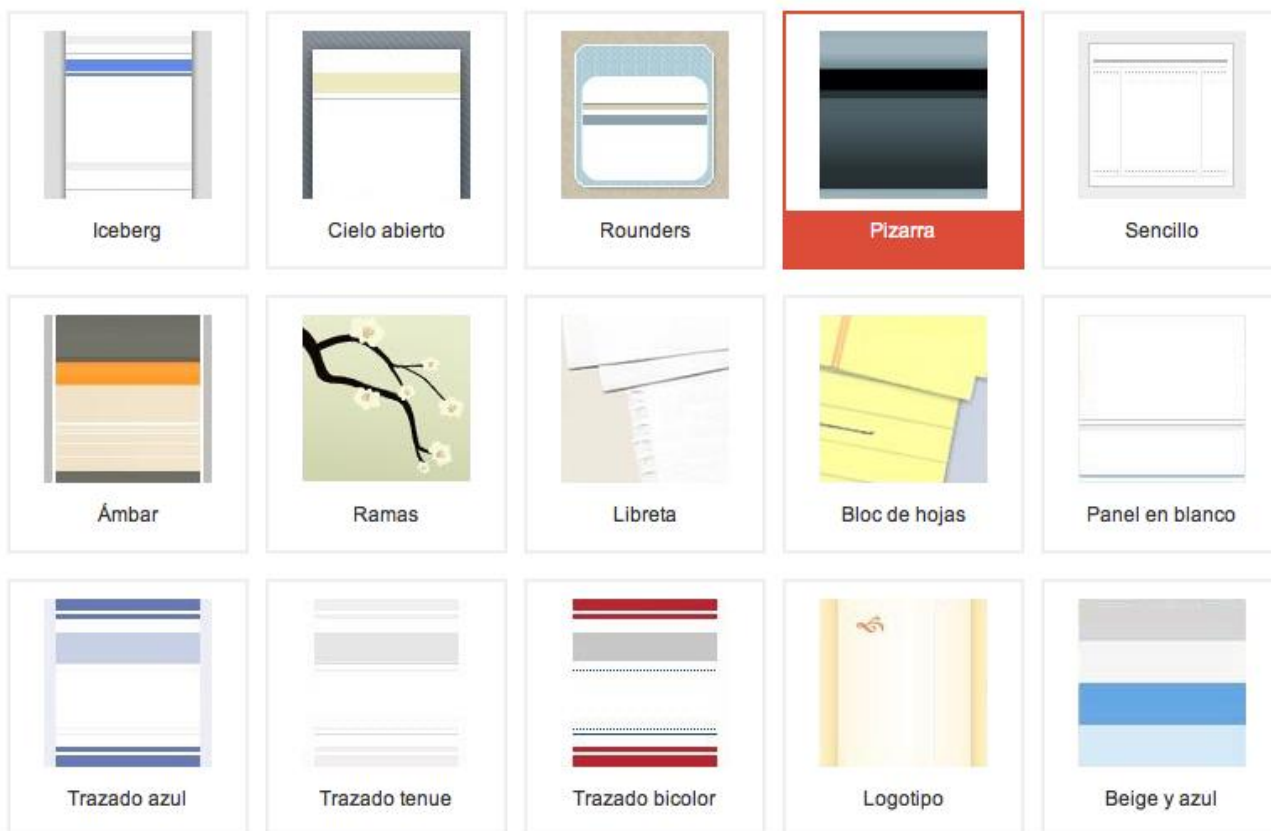 Iceberg
Cielo abierto
Rounders
Pizarra
Sencillo
Ámbar
Ramas
Libreta
Bloc de hojas
Panel en blanco
Trazado azul
Trazado tenue
Trazado bicolor
Logotipo
Beige y azul